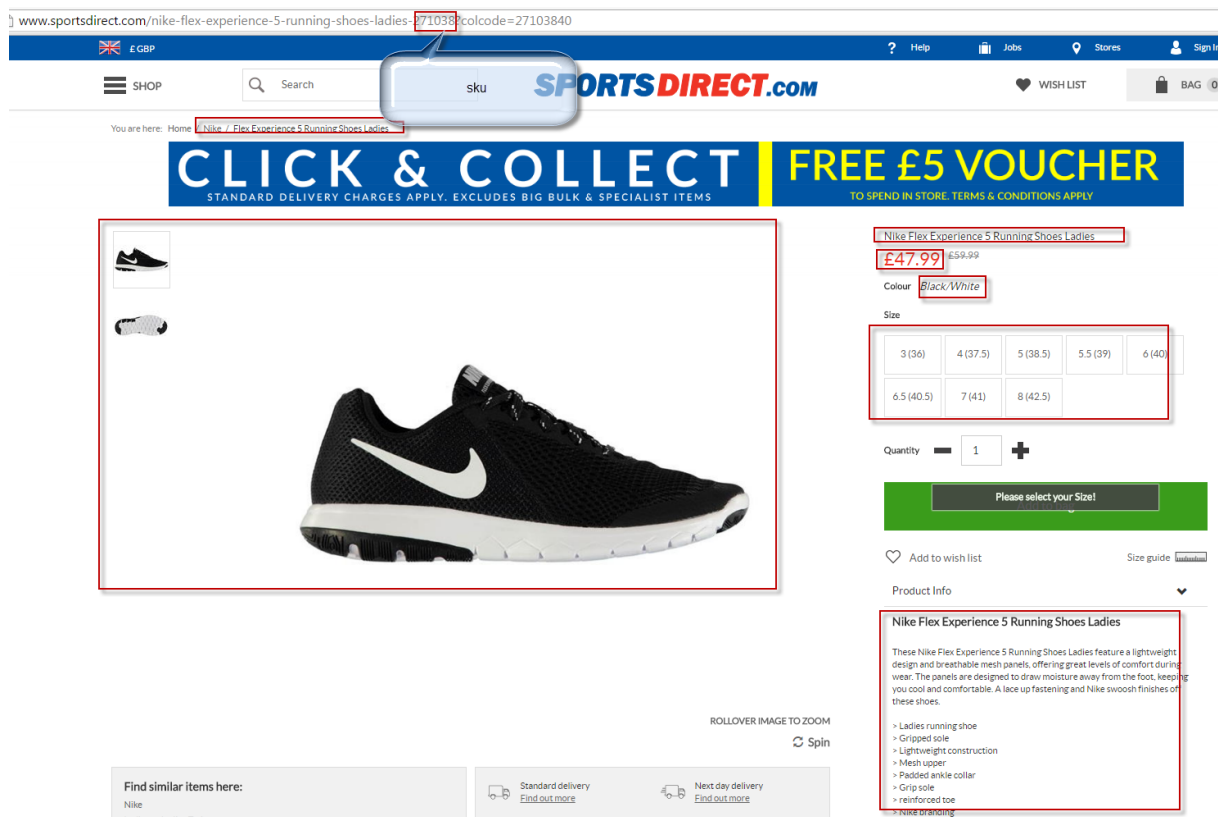 www.sportsdirect.com/nike-flex-experience-5-running-shoes-ladies-271038?colcode=27103840
£ GBP
? Help
Jobs
Stores
Sign In
SHOP
Search
sku
SPORTSDIRECT.COM
WISH LIST
BAG 0
You are here: Home / Nike / Flex Experience 5 Running Shoes Ladies
CLICK & COLLECT
STANDARD DELIVERY CHARGES APPLY. EXCLUDES BIG BULK & SPECIALIST ITEMS
FREE £5 VOUCHER
TO SPEND IN STORE. TERMS & CONDITIONS APPLY
Nike Flex Experience 5 Running Shoes Ladies
£47.99 £59.99
Colour Black/White
Size
3 (36) 4 (37.5) 5 (38.5) 5.5 (39) 6 (40)
6.5 (40.5) 7 (41) 8 (42.5)
Quantity 1
Please select your Size!
Add to wish list
Size guide
Product Info
Nike Flex Experience 5 Running Shoes Ladies
These Nike Flex Experience 5 Running Shoes Ladies feature a lightweight
design and breathable mesh panels, offering great levels of comfort during
wear. The panels are designed to draw moisture away from the foot, keeping
you cool and comfortable. A lace up fastening and Nike swoosh finishes off
these shoes.
> Ladies running shoe
> Gripped sole
> Lightweight construction
> Mesh upper
> Padded ankle collar
> Grip sole
> reinforced toe
> Nike branding
ROLLOVER IMAGE TO ZOOM
Spin
Find similar items here:
Nike
Standard delivery
Find out more
Next day delivery
Find out more